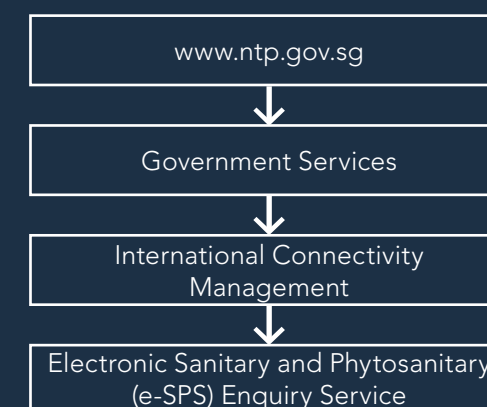 www.ntp.gov.sg
Government Services
International Connectivity
Management
Electronic Sanitary and Phytosanitary
(e-SPS) Enquiry Service